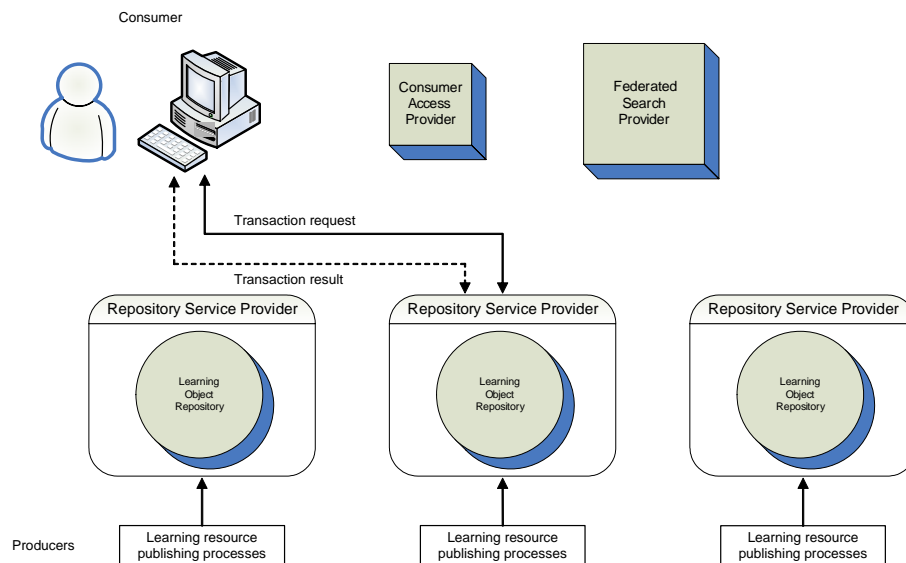 Consumer
Consumer
Access
Provider
Federated
Search
Provider
Transaction request
Transaction result
Repository Service Provider
Repository Service Provider
Repository Service Provider
Learning
Object
Repository
Learning
Object
Repository
Learning
Object
Repository
Producers
Learning resource
publishing processes
Learning resource
publishing processes
Learning resource
publishing processes